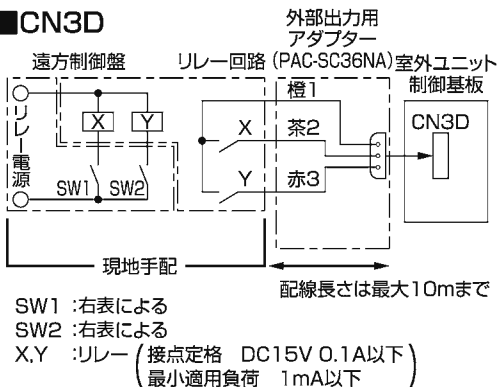 ■CN3D
外部出力用
アダプター
遠方制御盤 リレー回路 (PAC-SC36NA) 室外ユニット
制御基板
橙1
CN3D
リレー電源
X Y
X 茶2
SW1 SW2
Y 赤3
現地手配
配線長さは最大10mまで
SW1 :右表による
SW2 :右表による
X,Y :リレー(接点定格 DC15V 0.1A以下
最小適用負荷 1mA以下)